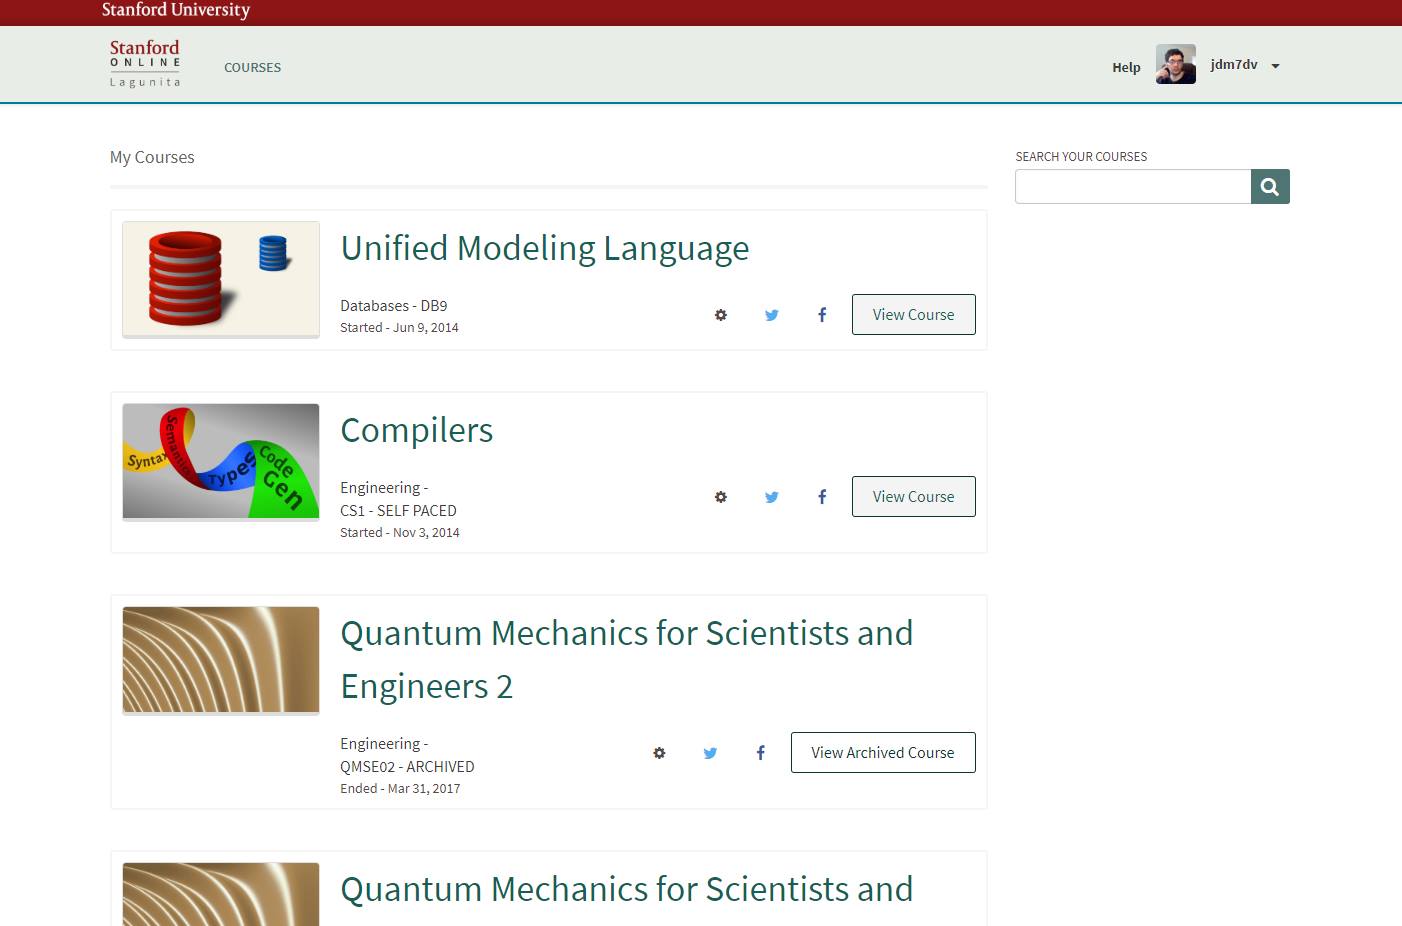 Stanford University
Stanford
ONLINE
Lagunita
COURSES
Help
jdm7dv
My Courses
SEARCH YOUR COURSES
Unified Modeling Language
Databases - DB9
Started - Jun 9, 2014
View Course
Syntax
Semantics
Types
Code
Gen
Compilers
Engineering -
CS1 - SELF PACED
Started - Nov 3, 2014
View Course
Quantum Mechanics for Scientists and
Engineers 2
Engineering -
QMSE02 - ARCHIVED
Ended - Mar 31, 2017
View Archived Course
Quantum Mechanics for Scientists and